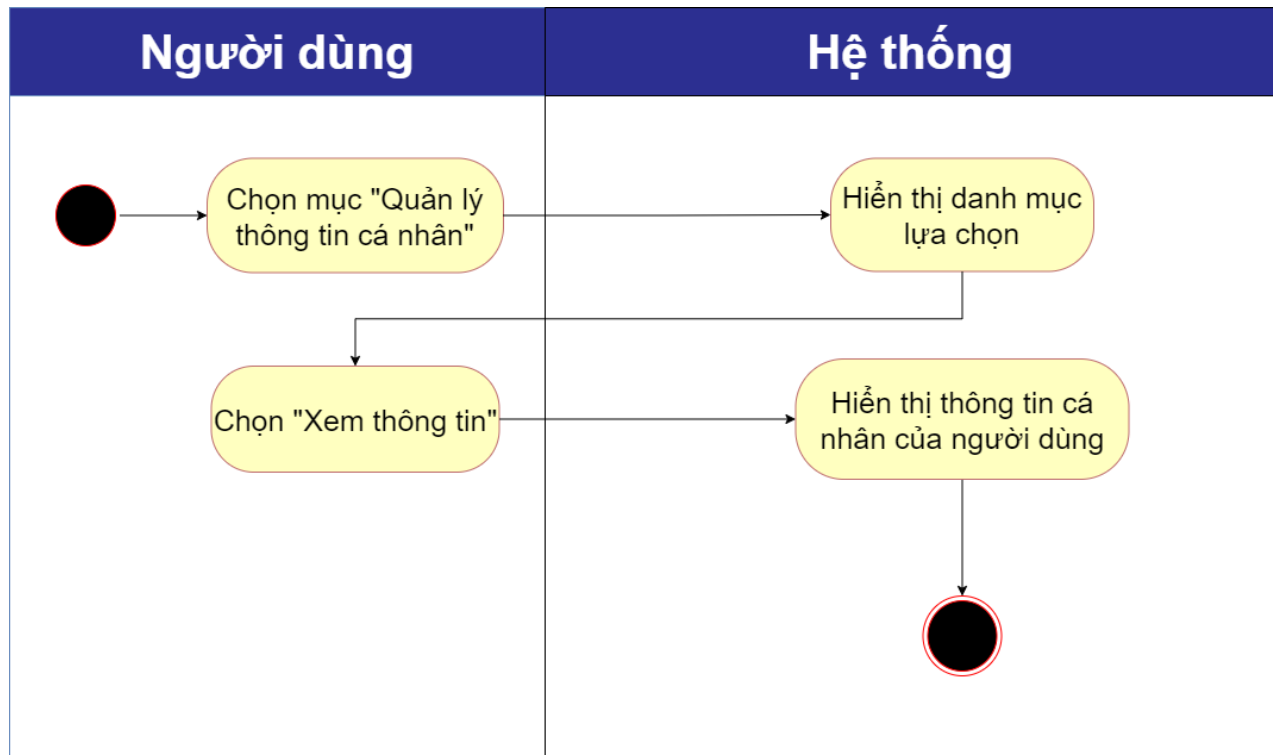 Người dùng
Hệ thống
Chọn mục "Quản lý
thông tin cá nhân"
Hiển thị danh mục
lựa chọn
Chọn "Xem thông tin"
Hiển thị thông tin cá
nhân của người dùng